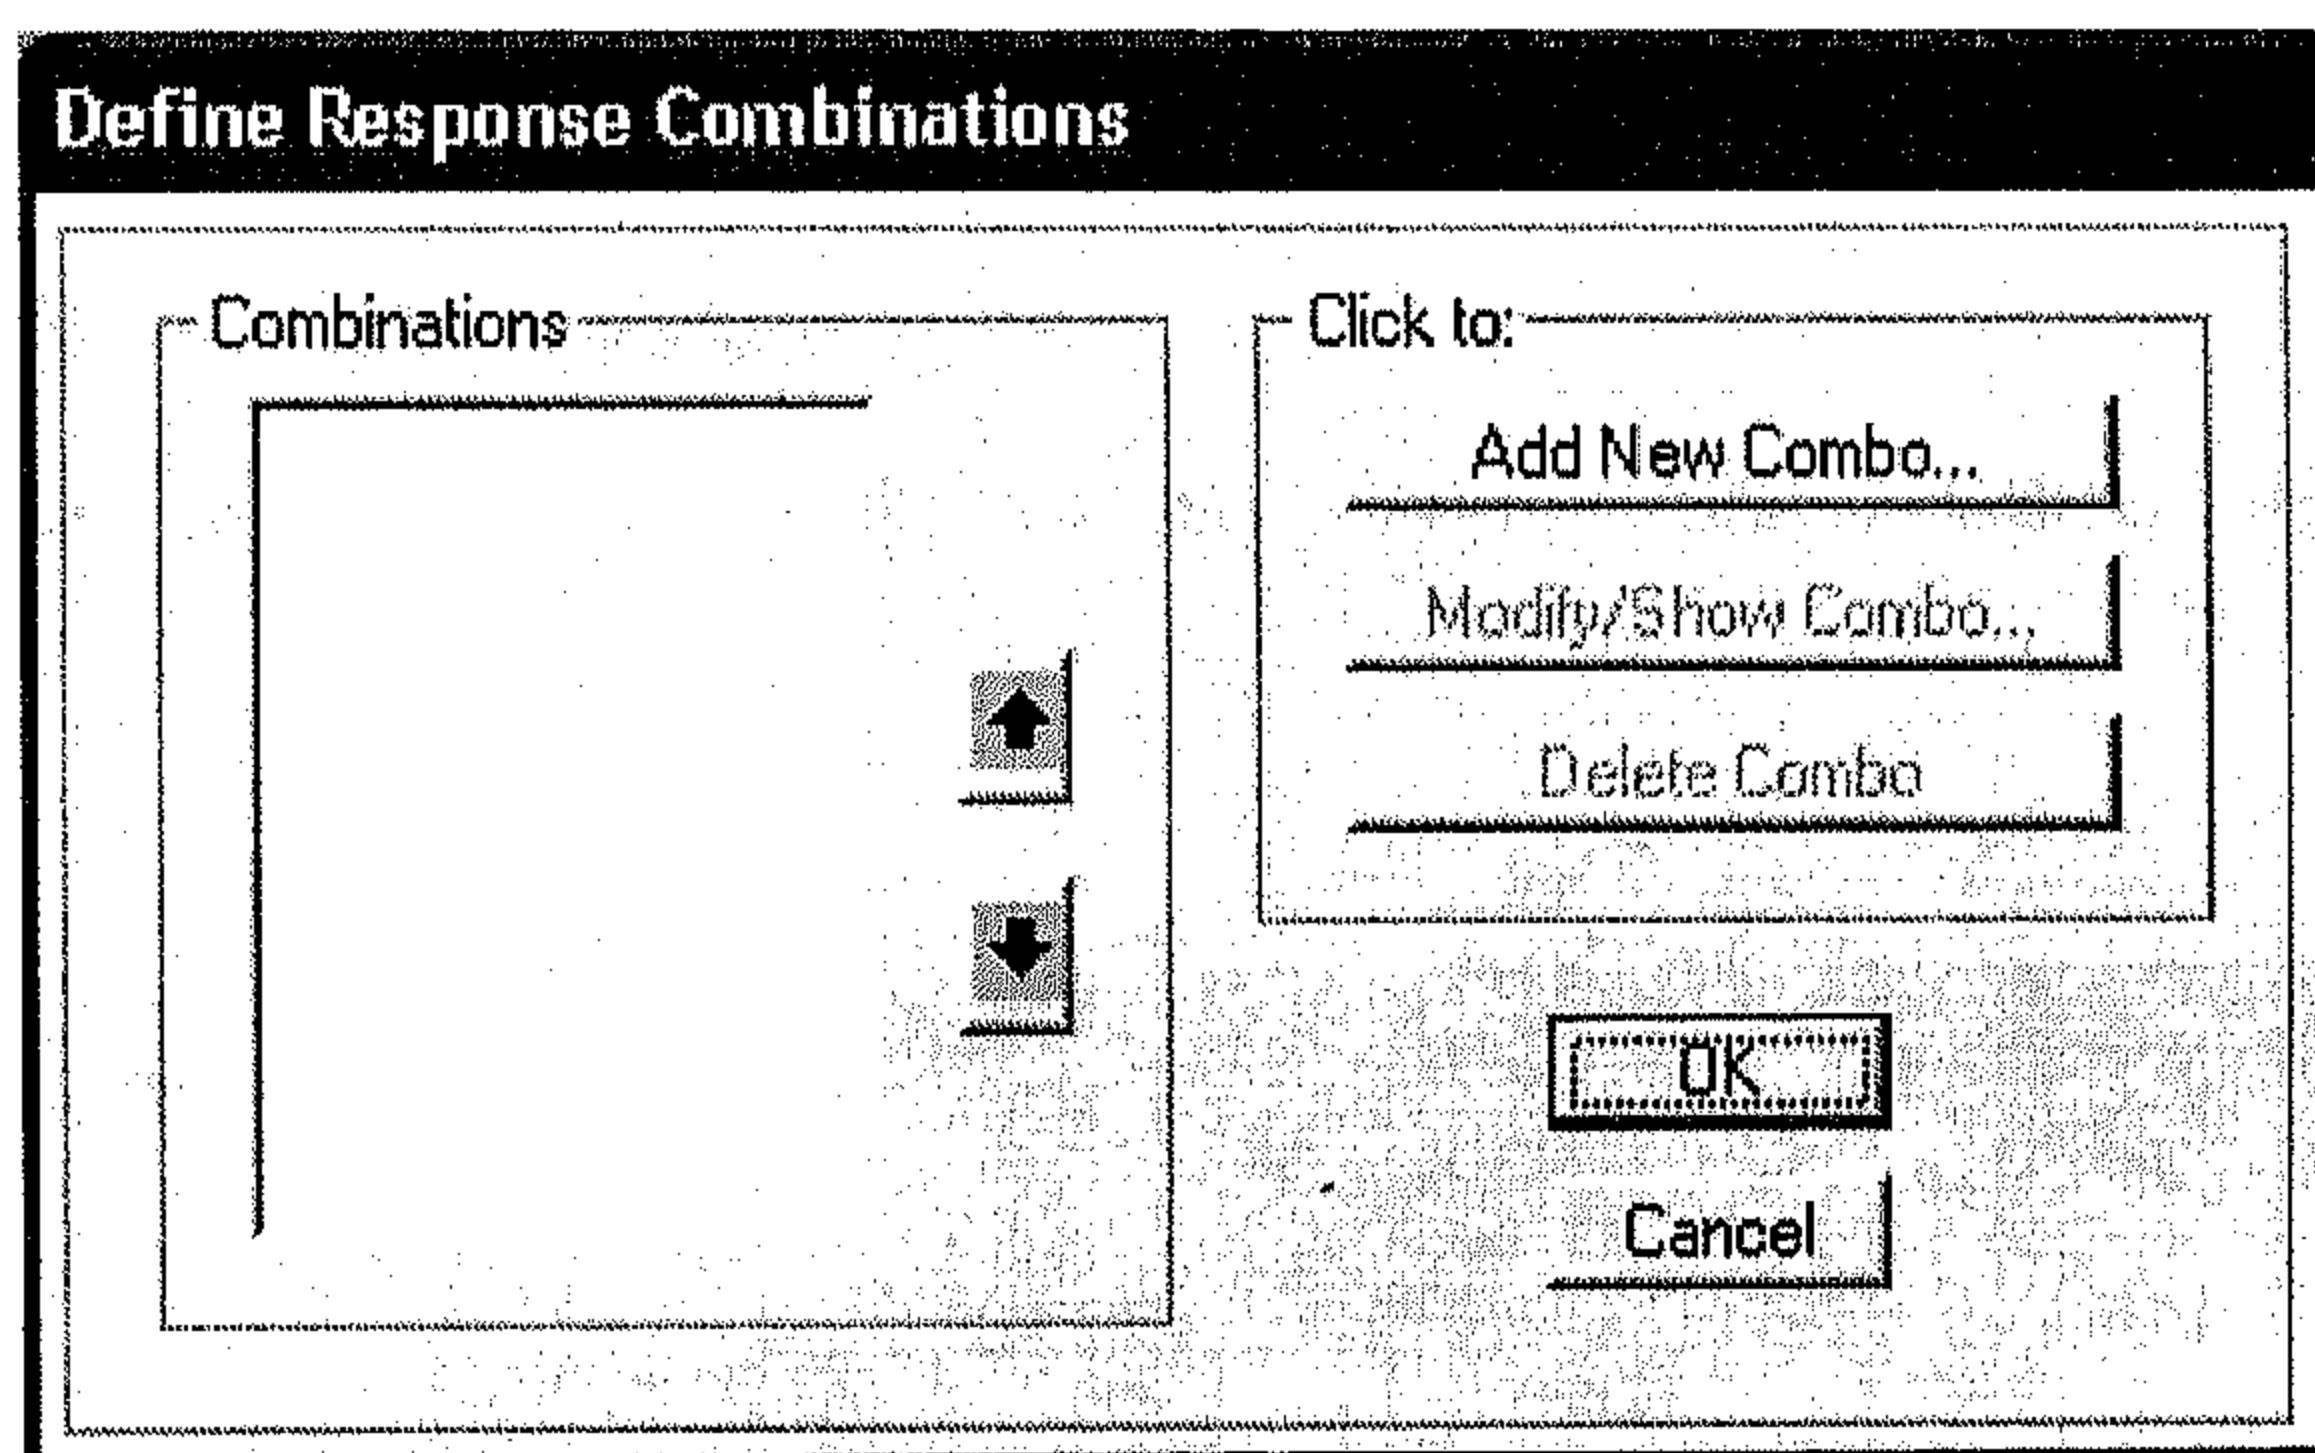 Define Response Combinations
Combinations
Click to:
Add New Combo...
Modify/Show Combo...
Delete Combo
OK
Cancel